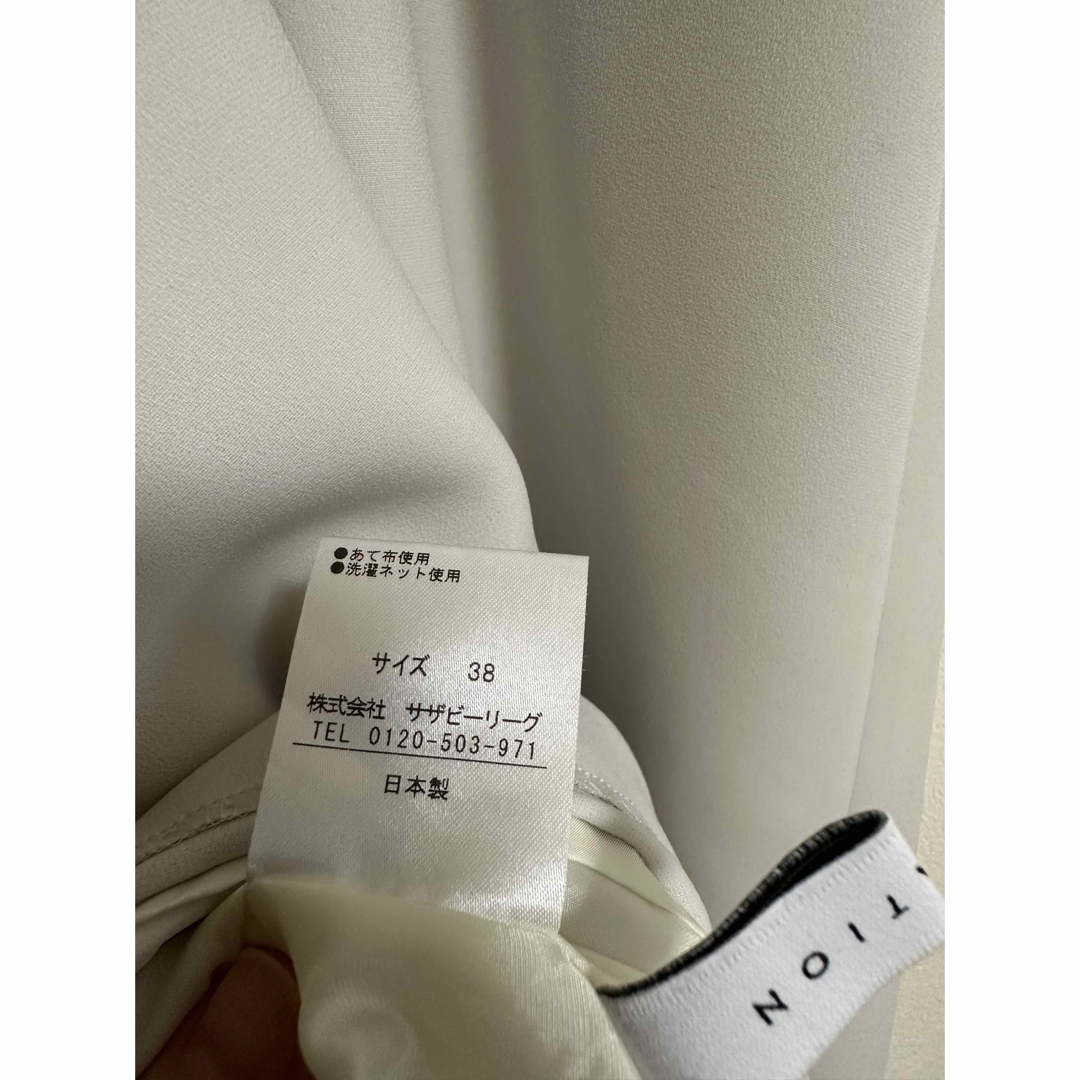 ●あて布使用
●洗濯ネット使用
サイズ 38
株式会社 サザビーリーグ
TEL 0120-503-971
日本製
TION